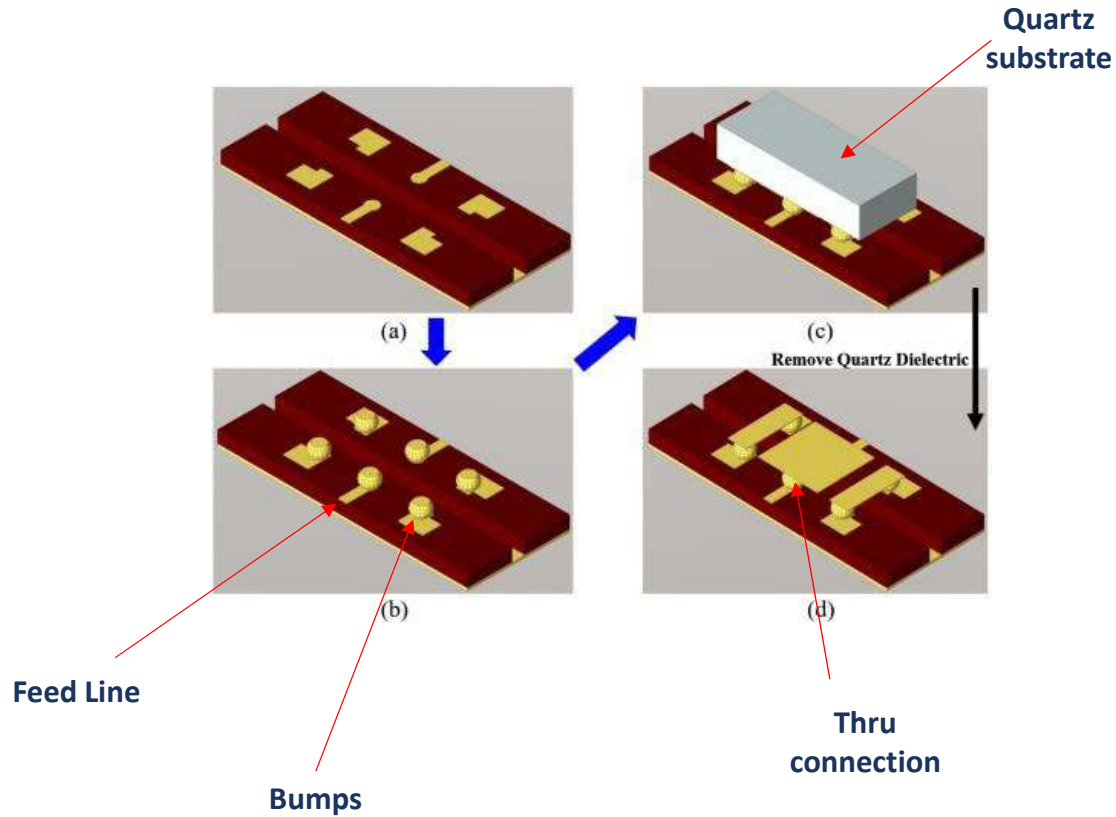 Quartz
substrate
(a)
(c)
Remove Quartz Dielectric
(b)
(d)
Feed Line
Thru
connection
Bumps